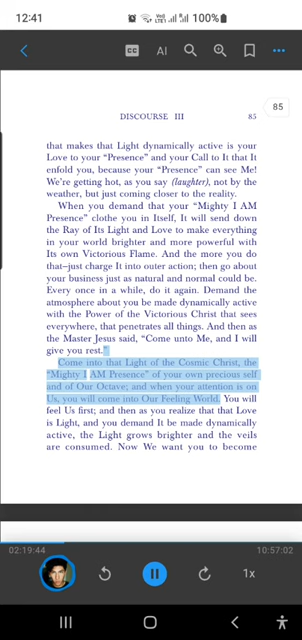 12:41
Vo)
LTE1
100%
CC
AI
85
DISCOURSE III 85
that makes that Light dynamically active is your
Love to your “Presence” and your Call to It that It
enfold you, because your “Presence” can see Me!
We’re getting hot, as you say (laughter), not by the
weather, but just coming closer to the reality.
When you demand that your “Mighty I AM
Presence” clothe you in Itself, It will send down
the Ray of Its Light and Love to make everything
in your world brighter and more powerful with
Its own Victorious Flame. And the more you do
that–just charge It into outer action; then go about
your business just as natural and normal could be.
Every once in a while, do it again. Demand the
atmosphere about you be made dynamically active
with the Power of the Victorious Christ that sees
everywhere, that penetrates all things. And then as
the Master Jesus said, “Come unto Me, and I will
give you rest.”
Come into that Light of the Cosmic Christ, the
“Mighty I AM Presence” of your own precious self
and of Our Octave; and when your attention is on
Us, you will come into Our Feeling World. You will
feel Us first; and then as you realize that that Love
is Light, and you demand It be made dynamically
active, the Light grows brighter and the veils
are consumed. Now We want you to become
02:19:44 10:57:02
1x